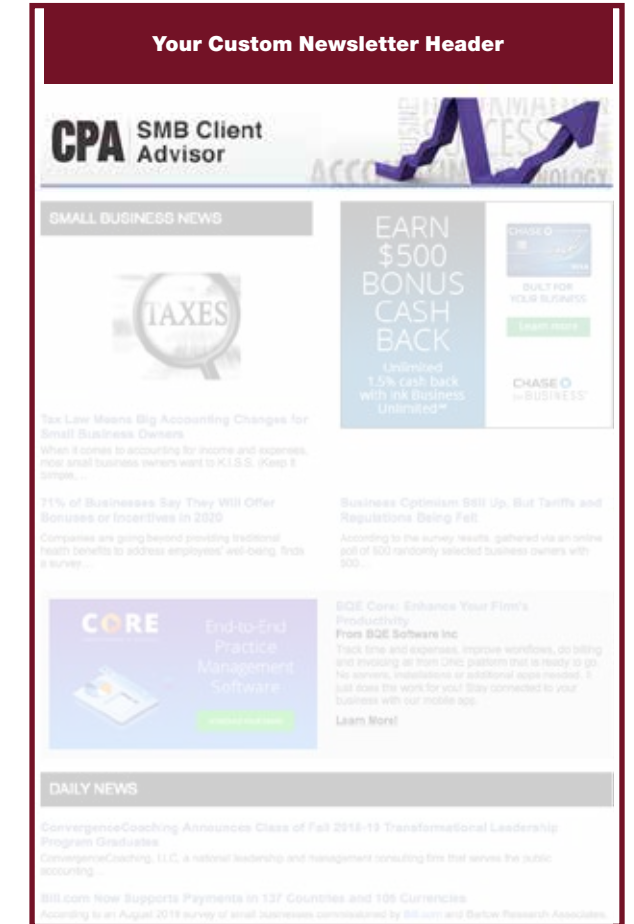 Your Custom Newsletter Header
CPA
SMB Client
Advisor
SMALL BUSINESS NEWS
TAXES
Tax Law Means Big Accounting Changes for
Small Business Owners
When it comes to accounting for income and expenses,
most small business owners want to K.I.S.S. (Keep it
simple,...
EARN
$500
BONUS
CASH
BACK
Unlimited
1.5% cash back
with Ink Business
Unlimited℠
CHASE
VISA
BUILT FOR
YOUR BUSINESS
Learn more
CHASE
for BUSINESS®
71% of Businesses Say They Will Offer
Bonuses or Incentives in 2020
Companies are going beyond providing traditional
health benefits to address employees' well-being, finds
a survey...
Business Optimism Still Up, But Tariffs and
Regulations Being Felt
According to the survey results, gathered via an online
poll of 500 randomly selected business owners with
500...
CORE
End-to-End
Practice
Management
Software
BQE Core: Enhance Your Firm's
Productivity
From BQE Software Inc
Track time and expenses, improve workflows, do billing
and invoicing all from ONE platform that is ready to go.
No servers, installations or additional apps needed. It
just does the work for you! Stay connected to your
business with our mobile app.
Learn More!
DAILY NEWS
ConvergenceCoaching Announces Class of Fall 2018-19 Transformational Leadership
Program Graduates
ConvergenceCoaching, LLC, a national leadership and management consulting firm that serves the public
accounting...
Bill.com Now Supports Payments in 137 Countries and 106 Currencies
According to an August 2019 survey of small businesses commissioned by Bill.com and Barlow Research Associates